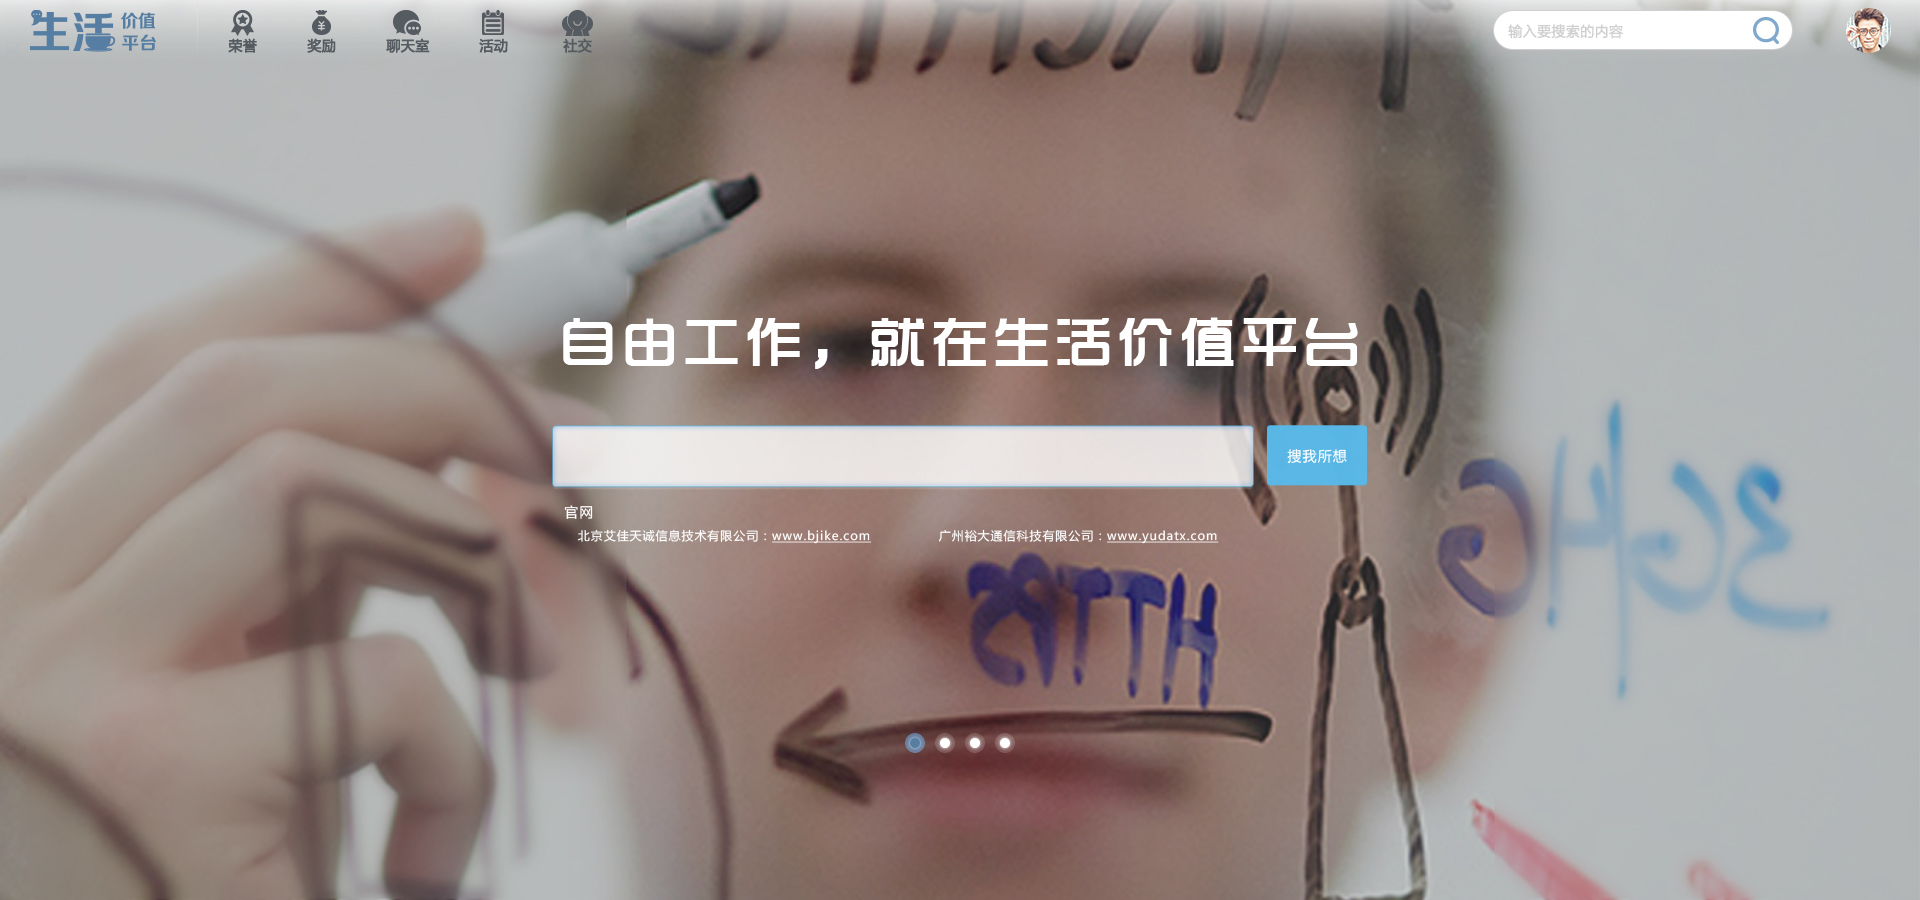 生活 价值平台
荣誉 奖励 聊天室 活动 社交
输入要搜索的内容
自由工作，就在生活价值平台
搜我所想
官网
北京艾佳天诚信息技术有限公司：www.bjike.com 广州裕大通信科技有限公司：www.yudatx.com
HTTP